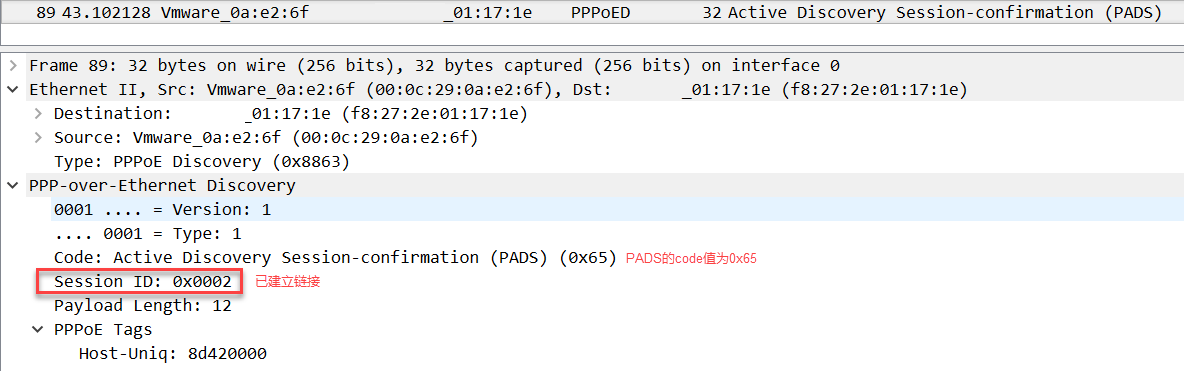 89 43.102128 Vmware_0a:e2:6f _01:17:1e PPPoED 32 Active Discovery Session-confirmation (PADS)
Frame 89: 32 bytes on wire (256 bits), 32 bytes captured (256 bits) on interface 0
Ethernet II, Src: Vmware_0a:e2:6f (00:0c:29:0a:e2:6f), Dst: _01:17:1e (f8:27:2e:01:17:1e)
Destination: _01:17:1e (f8:27:2e:01:17:1e)
Source: Vmware_0a:e2:6f (00:0c:29:0a:e2:6f)
Type: PPPoE Discovery (0x8863)
PPP-over-Ethernet Discovery
0001 .... = Version: 1
.... 0001 = Type: 1
Code: Active Discovery Session-confirmation (PADS) (0x65) PADS的code值为0x65
Session ID: 0x0002 已建立链接
Payload Length: 12
PPPoE Tags
Host-Uniq: 8d420000